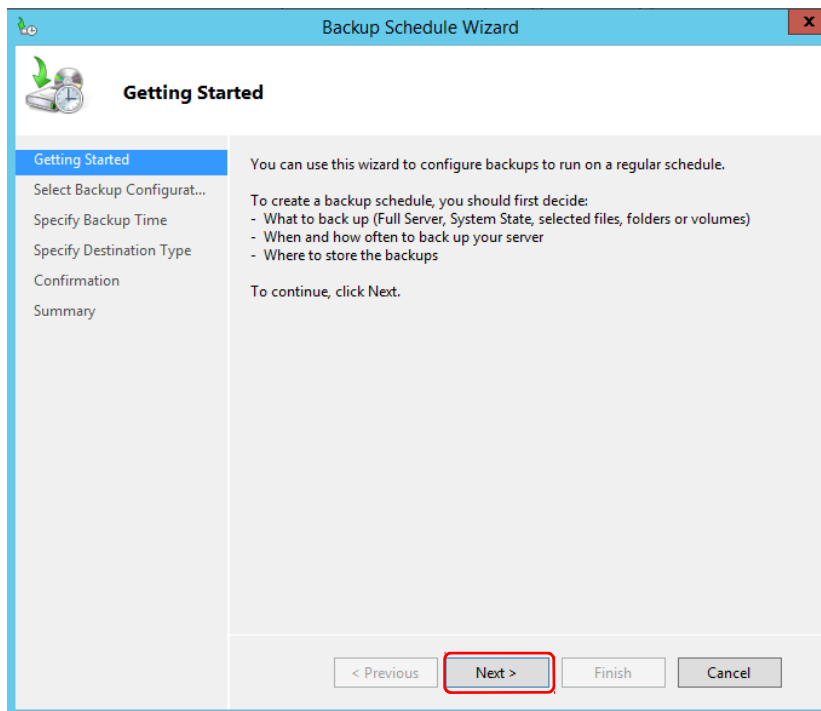 Backup Schedule Wizard
x
Getting Started
Getting Started
Select Backup Configurat...
Specify Backup Time
Specify Destination Type
Confirmation
Summary
You can use this wizard to configure backups to run on a regular schedule.
To create a backup schedule, you should first decide:
- What to back up (Full Server, System State, selected files, folders or volumes)
- When and how often to back up your server
- Where to store the backups
To continue, click Next.
< Previous
Next >
Finish
Cancel